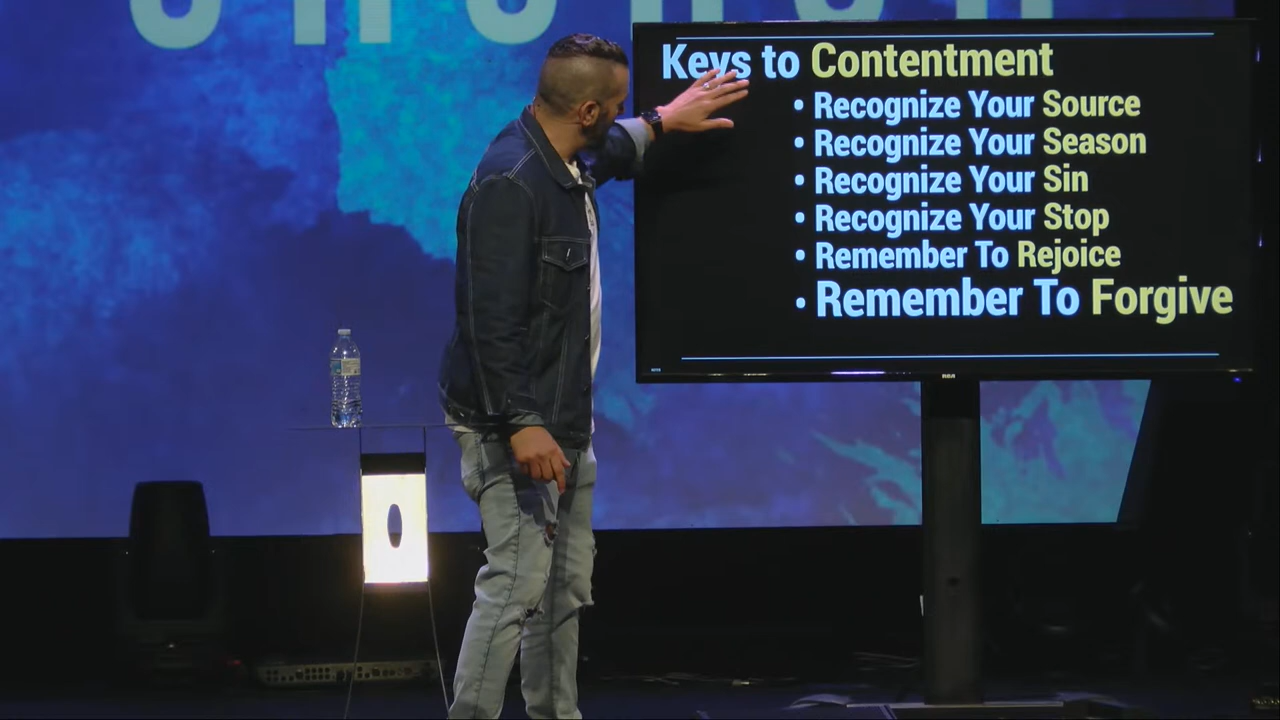 Keys to Contentment
• Recognize Your Source
• Recognize Your Season
• Recognize Your Sin
• Recognize Your Stop
• Remember To Rejoice
• Remember To Forgive
RCA